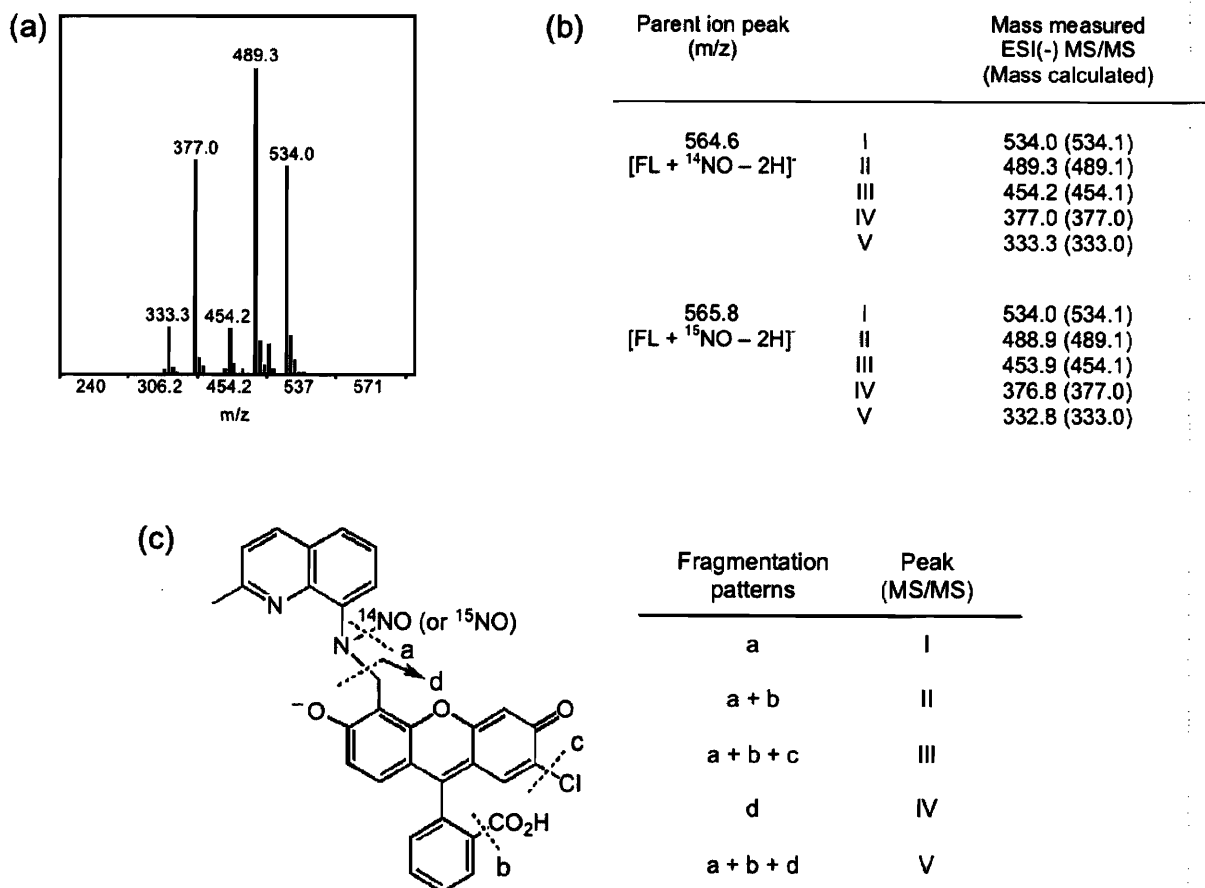 (a)
489.3
377.0
534.0
333.3
454.2
240 306.2 454.2 537 571
m/z
(b)
Parent ion peak
(m/z)
Mass measured
ESI(-) MS/MS
(Mass calculated)
564.6 I 534.0 (534.1)
[FL + ¹⁴NO – 2H]⁻ II 489.3 (489.1)
III 454.2 (454.1)
IV 377.0 (377.0)
V 333.3 (333.0)
565.8 I 534.0 (534.1)
[FL + ¹⁵NO – 2H]⁻ II 488.9 (489.1)
III 453.9 (454.1)
IV 376.8 (377.0)
V 332.8 (333.0)
(c)
N
¹⁴NO (or ¹⁵NO)
N
a
d
⁻O O O
c
Cl
CO₂H
b
Fragmentation Peak
patterns (MS/MS)
a I
a + b II
a + b + c III
d IV
a + b + d V